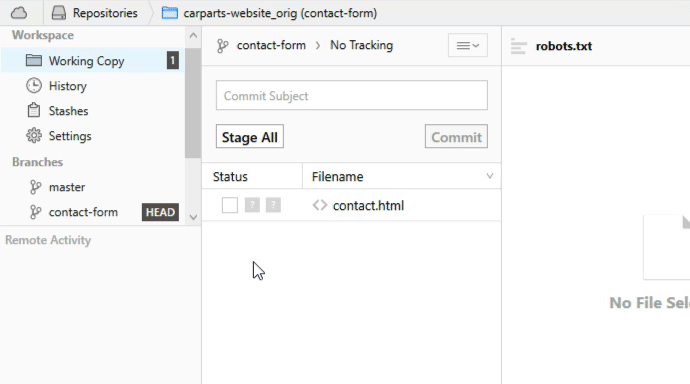 Repositories
carparts-website_orig (contact-form)
Workspace
Working Copy
1
History
Stashes
Settings
Branches
master
contact-form
HEAD
Remote Activity
contact-form
No Tracking
Commit Subject
Stage All
Commit
Status
Filename
? ?
contact.html
robots.txt
No File Sele